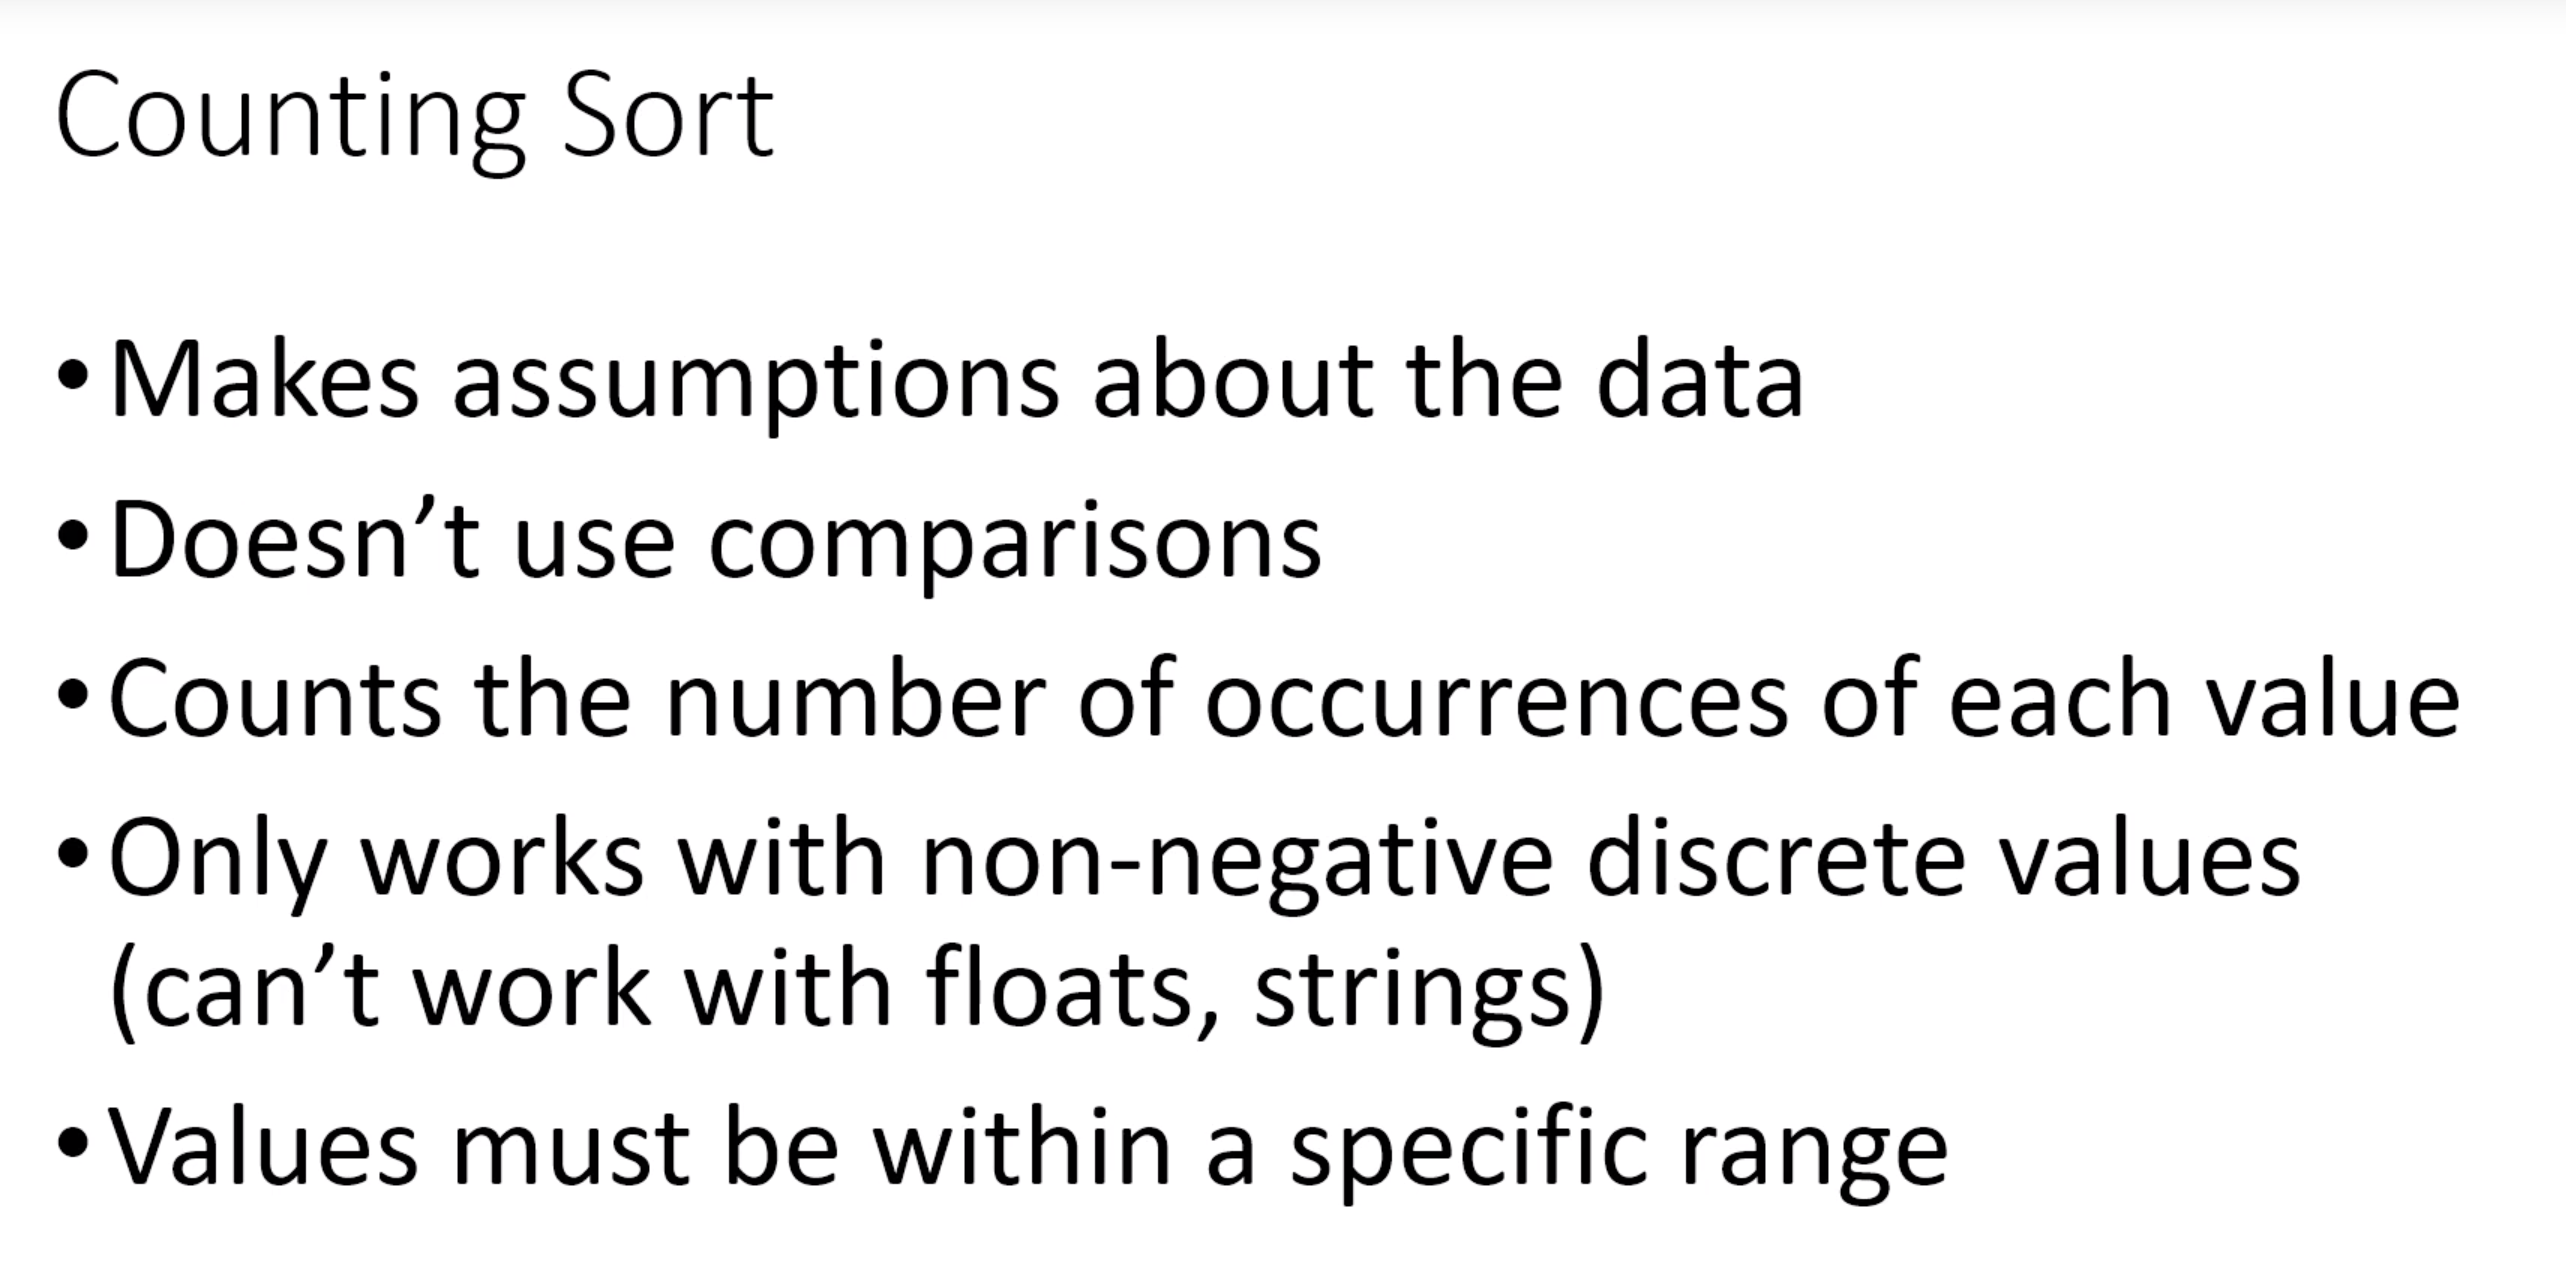 Counting Sort
•Makes assumptions about the data
•Doesn’t use comparisons
•Counts the number of occurrences of each value
•Only works with non-negative discrete values
(can’t work with floats, strings)
•Values must be within a specific range